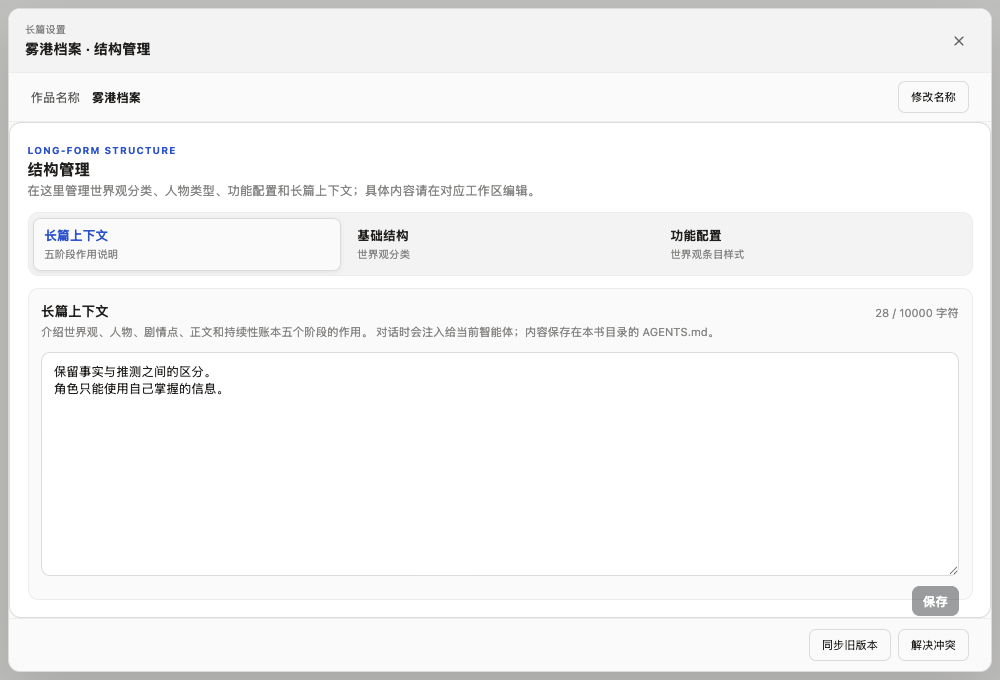 长篇设置
雾港档案 · 结构管理
作品名称 雾港档案
修改名称
LONG-FORM STRUCTURE
结构管理
在这里管理世界观分类、人物类型、功能配置和长篇上下文；具体内容请在对应工作区编辑。
长篇上下文
五阶段作用说明
基础结构
世界观分类
功能配置
世界观条目样式
长篇上下文
28 / 10000 字符
介绍世界观、人物、剧情点、正文和持续性账本五个阶段的作用。 对话时会注入给当前智能体；内容保存在本书目录的 AGENTS.md。
保留事实与推测之间的区分。
角色只能使用自己掌握的信息。
保存
同步旧版本
解决冲突